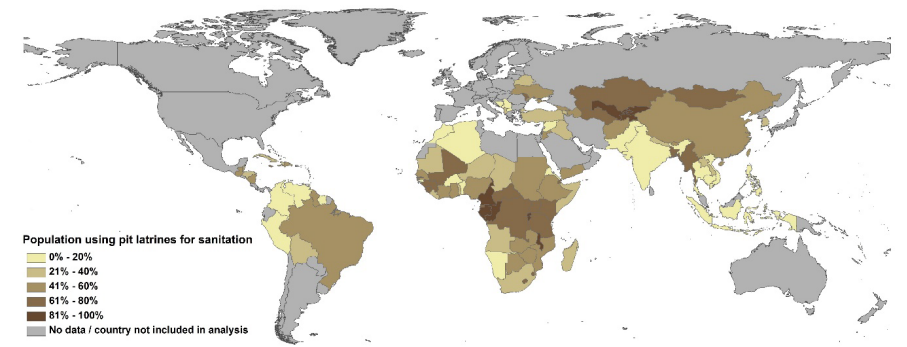 Population using pit latrines for sanitation
0% - 20%
21% - 40%
41% - 60%
61% - 80%
81% - 100%
No data / country not included in analysis